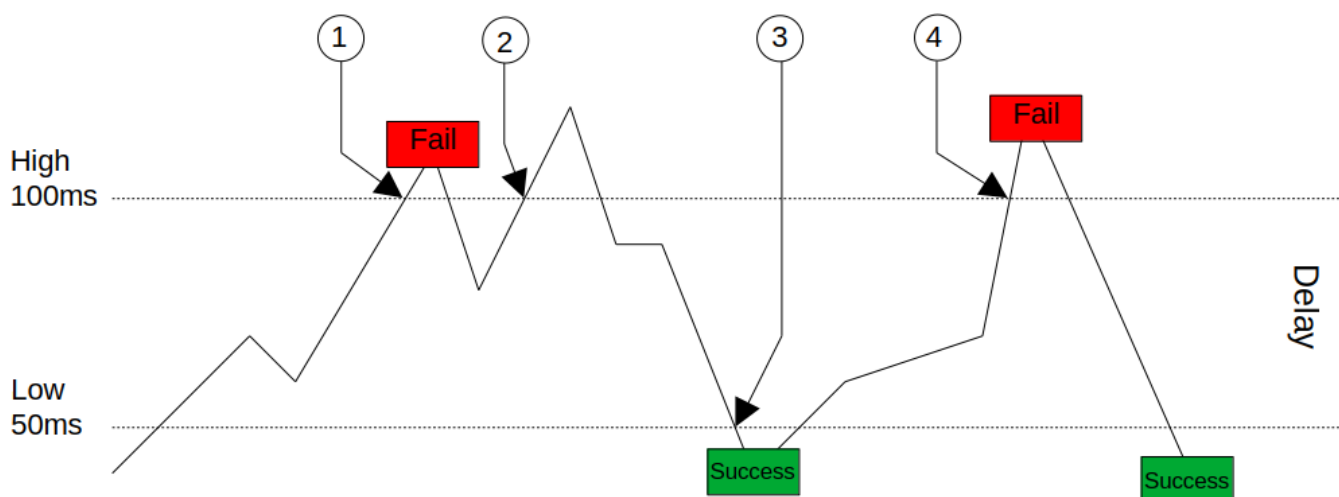 1
2
3
4
Fail
Fail
High
100ms
Delay
Low
50ms
Success
Success